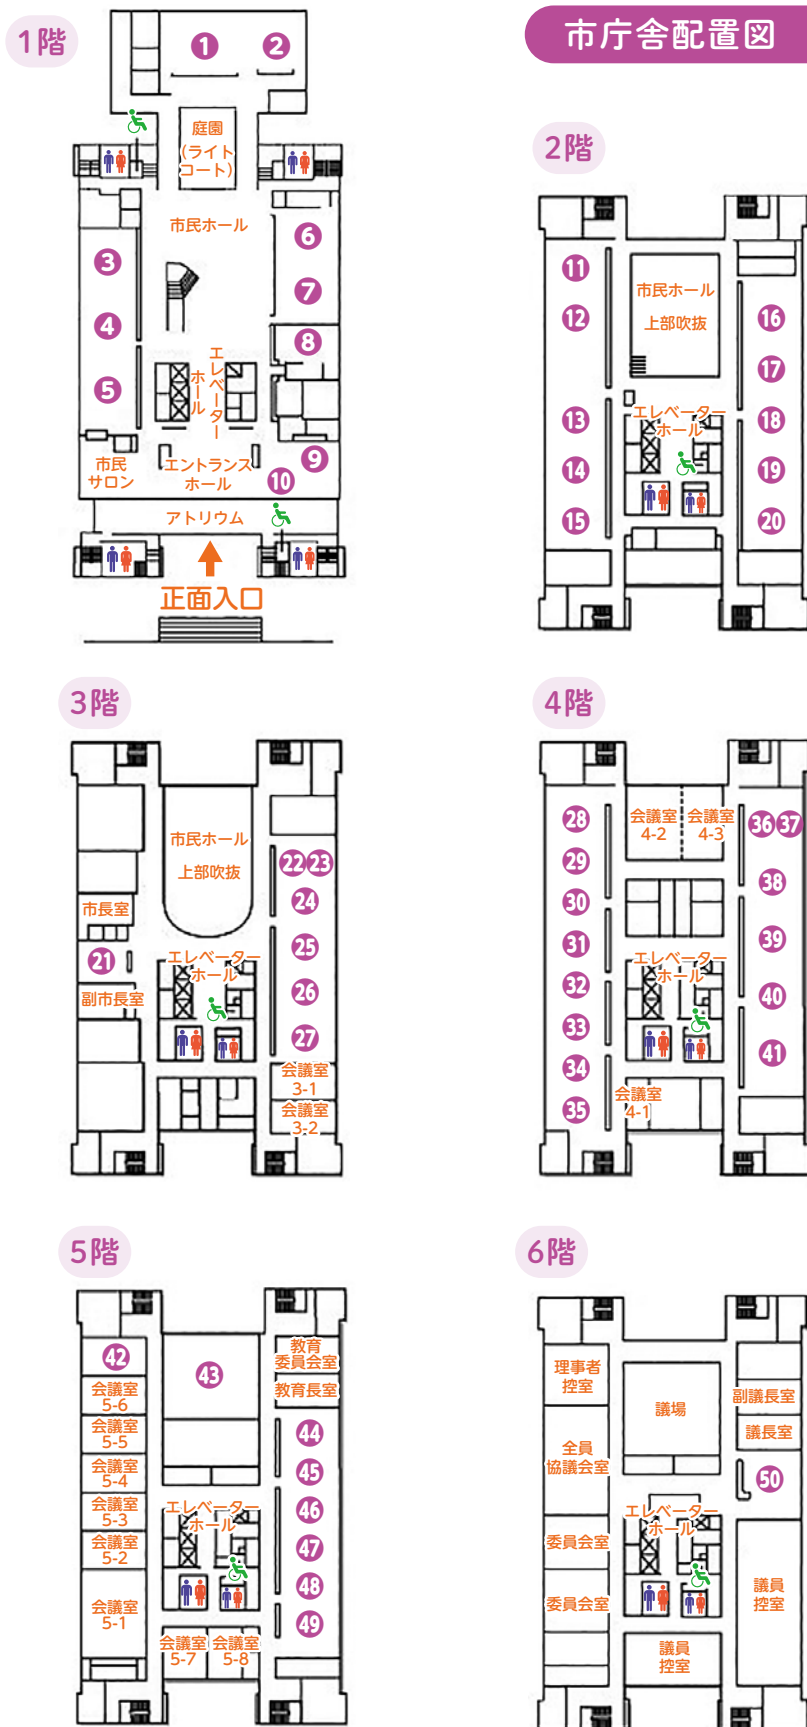 市庁舎配置図
1階
1
2
庭園
(ライト
コート)
市民ホール
3
4
5
6
7
8
エレベーター
ホール
市民
サロン
エントランス
ホール
9
10
アトリウム
正面入口
2階
11
12
市民ホール
上部吹抜
16
17
エレベーター
ホール
13
14
15
18
19
20
3階
市民ホール
上部吹抜
22 23
24
市長室
21
副市長室
エレベーター
ホール
25
26
27
会議室
3-1
会議室
3-2
4階
28
29
30
31
32
33
34
35
会議室
4-2
会議室
4-3
36 37
38
39
40
41
エレベーター
ホール
会議室
4-1
5階
42
会議室
5-6
会議室
5-5
会議室
5-4
会議室
5-3
会議室
5-2
会議室
5-1
43
教育
委員会室
教育長室
44
45
46
47
48
49
エレベーター
ホール
会議室
5-7
会議室
5-8
6階
理事者
控室
議場
副議長室
議長室
全員
協議会室
50
エレベーター
ホール
委員会室
委員会室
議員
控室
議員
控室